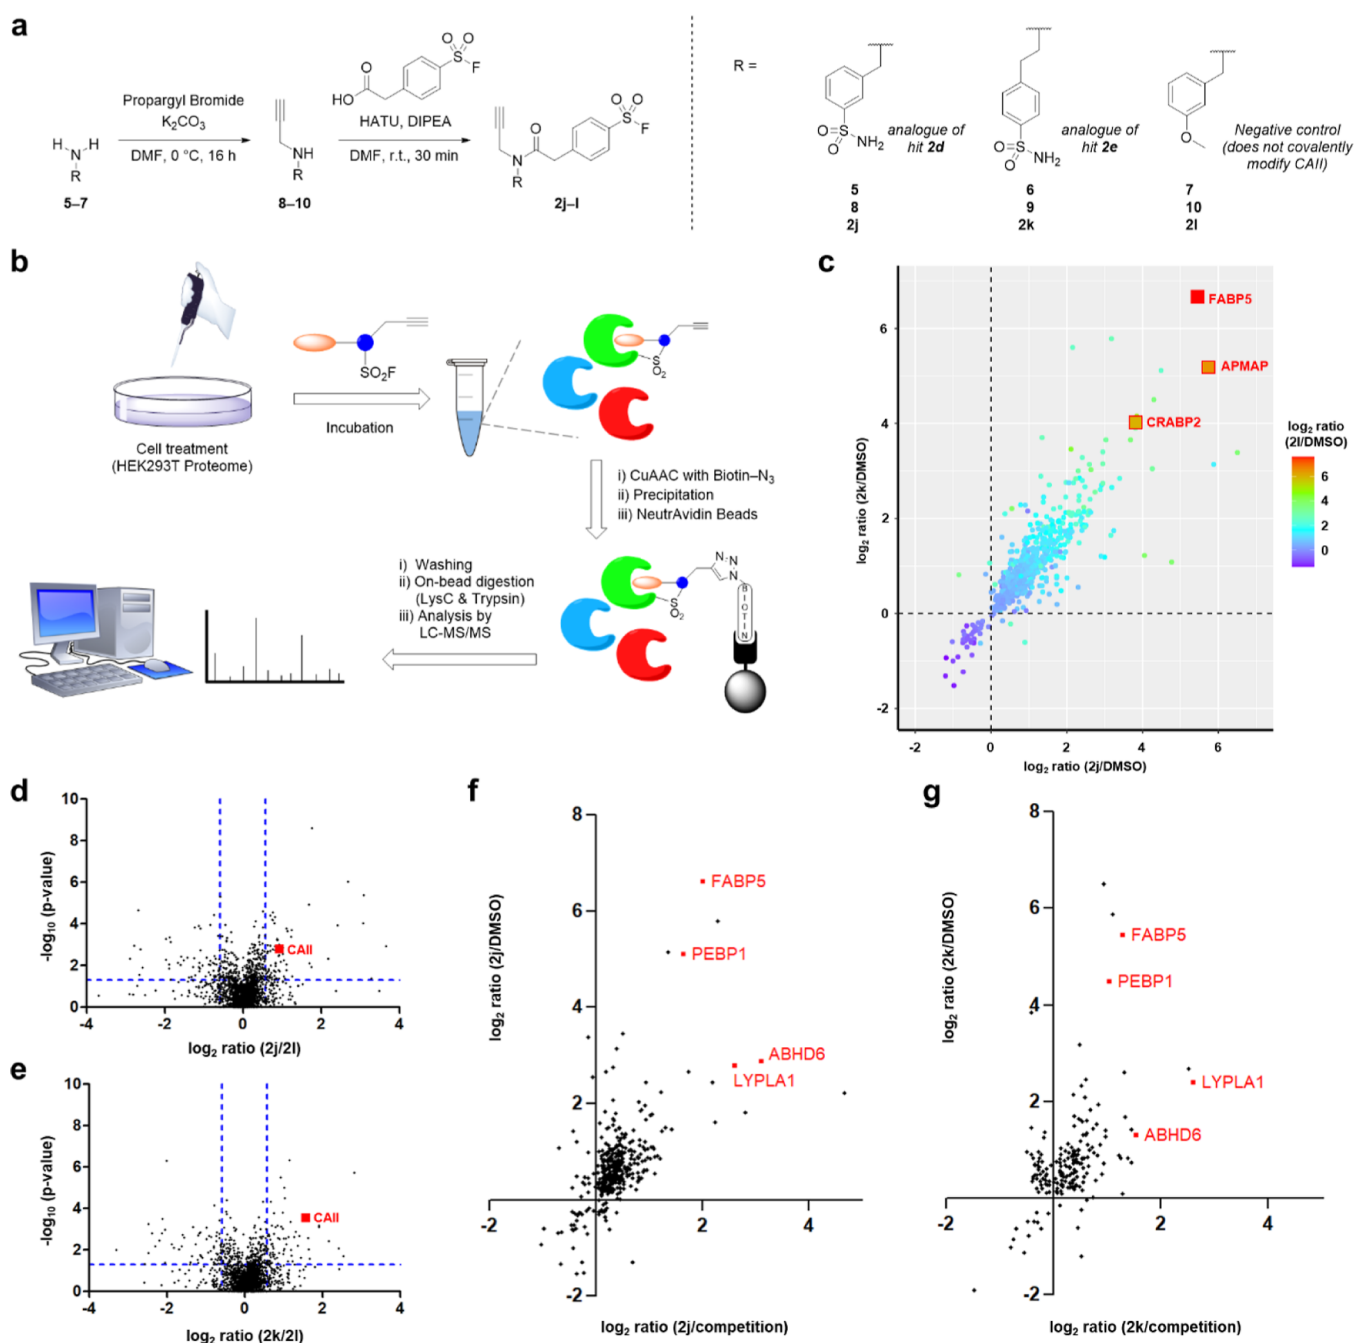 a
Propargyl Bromide
K2CO3
DMF, 0 °C, 16 h
H
N
H
R
5–7
NH
R
8–10
HO
O
O
O
S
F
HATU, DIPEA
DMF, r.t., 30 min
O
N
R
O
O
S
F
2j–l
R =
O
S
O
NH2
analogue of
hit 2d
5
8
2j
O
S
O
NH2
analogue of
hit 2e
6
9
2k
O
Negative control
(does not covalently
modify CAII)
7
10
2l
b
Cell treatment
(HEK293T Proteome)
SO2F
Incubation
S
O2
i) CuAAC with Biotin–N3
ii) Precipitation
iii) NeutrAvidin Beads
N
N
N
S
O2
BIOTIN
i) Washing
ii) On-bead digestion
(LysC & Trypsin)
iii) Analysis by
LC-MS/MS
c
log2 ratio (2k/DMSO)
6
4
2
0
-2
-2 0 2 4 6
log2 ratio (2j/DMSO)
FABP5
APMAP
CRABP2
log2 ratio
(2l/DMSO)
6
4
2
0
d
-log10 (p-value)
10
8
6
4
2
0
-4 -2 0 2 4
CAII
log2 ratio (2j/2l)
e
-log10 (p-value)
10
8
6
4
2
0
-4 -2 0 2 4
CAII
log2 ratio (2k/2l)
f
log2 ratio (2j/DMSO)
8
6
4
2
-2
-2 2 4
FABP5
PEBP1
ABHD6
LYPLA1
log2 ratio (2j/competition)
g
log2 ratio (2k/DMSO)
8
6
4
2
-2
-2 2 4
FABP5
PEBP1
LYPLA1
ABHD6
log2 ratio (2k/competition)